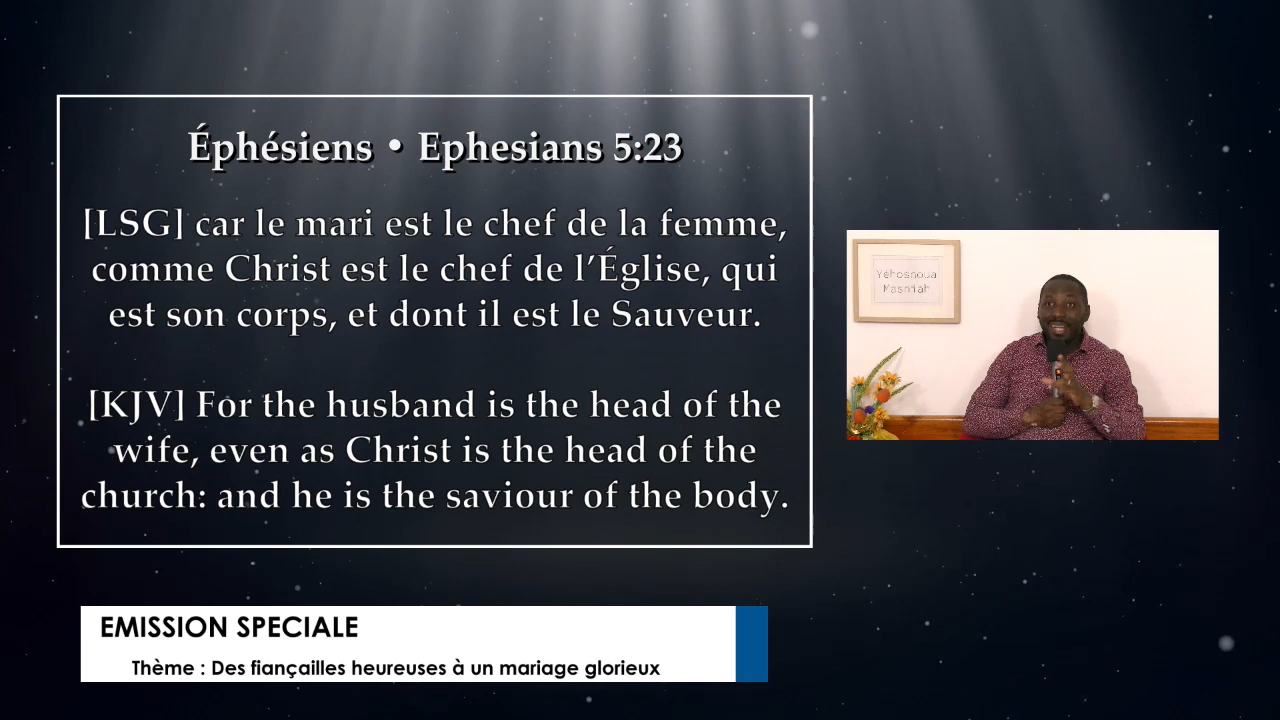 Éphésiens • Ephesians 5:23
[LSG] car le mari est le chef de la femme,
comme Christ est le chef de l’Église, qui
est son corps, et dont il est le Sauveur.
[KJV] For the husband is the head of the
wife, even as Christ is the head of the
church: and he is the saviour of the body.
Yéhoshoua
Mashiah
EMISSION SPECIALE
Thème : Des fiançailles heureuses à un mariage glorieux